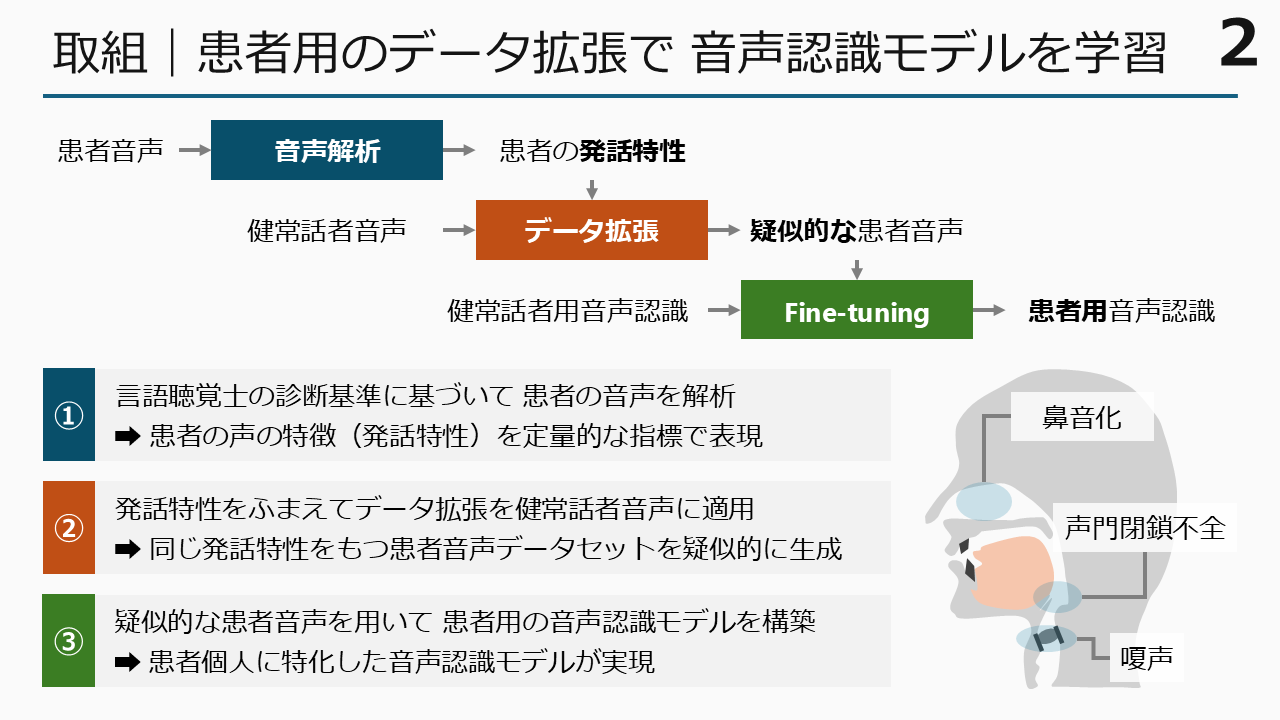 取組｜患者用のデータ拡張で 音声認識モデルを学習
2
患者音声
音声解析
患者の発話特性
健常話者音声
データ拡張
疑似的な患者音声
健常話者用音声認識
Fine-tuning
患者用音声認識
①
言語聴覚士の診断基準に基づいて 患者の音声を解析
➡ 患者の声の特徴（発話特性）を定量的な指標で表現
②
発話特性をふまえてデータ拡張を健常話者音声に適用
➡ 同じ発話特性をもつ患者音声データセットを疑似的に生成
③
疑似的な患者音声を用いて 患者用の音声認識モデルを構築
➡ 患者個人に特化した音声認識モデルが実現
鼻音化
声門閉鎖不全
嗄声